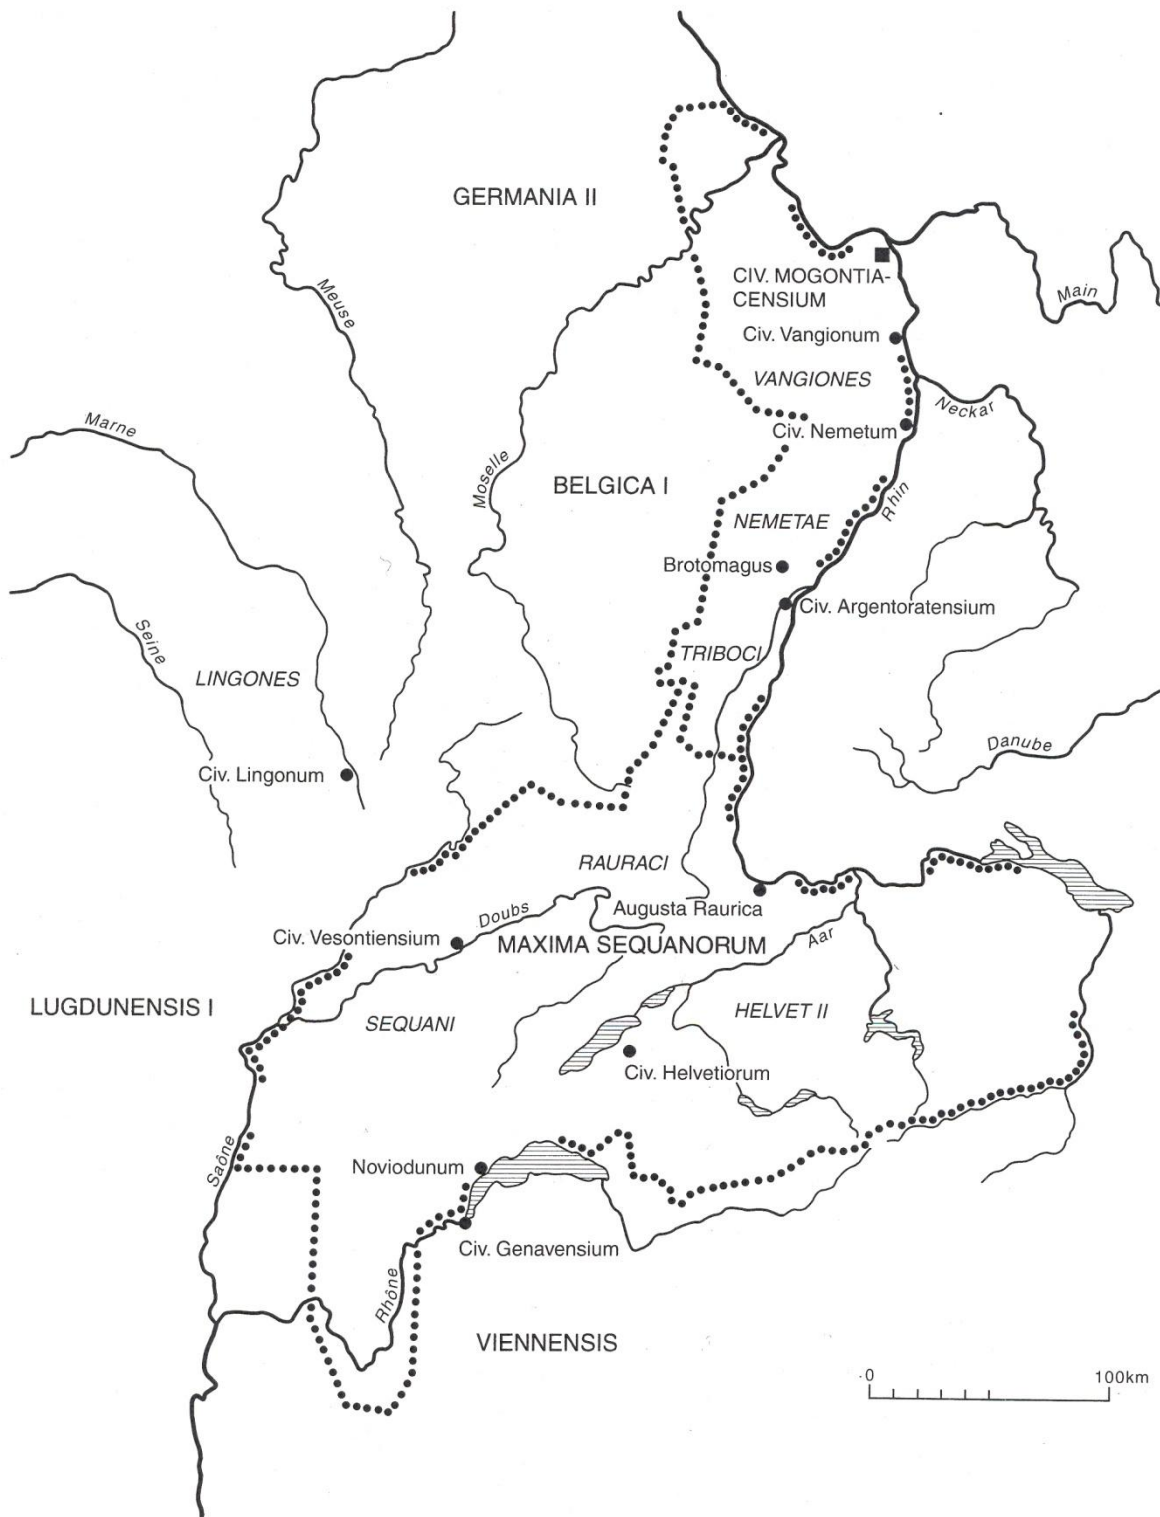 GERMANIA II
CIV. MOGONTIA-
CENSIUM
Main
Meuse
Civ. Vangionum
VANGIONES
Neckar
Marne
Civ. Nemetum
Moselle
BELGICA I
Rhin
NEMETAE
Brotomagus
Civ. Argentoratensium
Seine
TRIBOCI
LINGONES
Danube
Civ. Lingonum
RAURACI
Augusta Raurica
Doubs
Civ. Vesontiensium
MAXIMA SEQUANORUM
Aar
LUGDUNENSIS I
SEQUANI
HELVET II
Civ. Helvetiorum
Saône
Noviodunum
Civ. Genavensium
Rhône
VIENNENSIS
0
100km